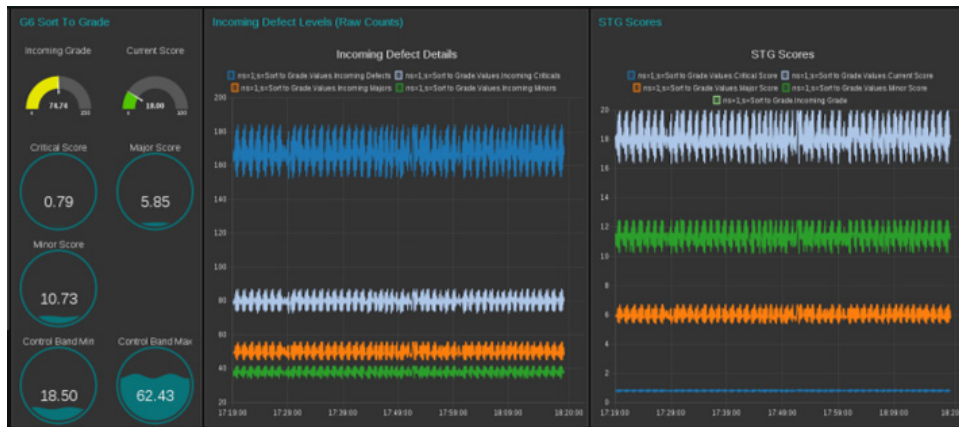 G6 Sort To Grade
Incoming Grade
Current Score
74.74
0
250
18.00
0
100
Critical Score
Major Score
0.79
5.85
Minor Score
10.73
Control Band Min
Control Band Max
18.50
62.43
Incoming Defect Levels (Raw Counts)
Incoming Defect Details
ns=1,s=Sort to Grade.Values.Incoming Defects
ns=1,s=Sort to Grade.Values.Incoming Criticals
ns=1,s=Sort to Grade.Values.Incoming Majors
ns=1,s=Sort to Grade.Values.Incoming Minors
200
180
160
140
120
100
80
60
40
20
17:19:00
17:29:00
17:39:00
17:49:00
17:59:00
18:09:00
18:20:00
STG Scores
STG Scores
ns=1,s=Sort to Grade.Values.Critical Score
ns=1,s=Sort to Grade.Values.Current Score
ns=1,s=Sort to Grade.Values.Major Score
ns=1,s=Sort to Grade.Values.Minor Score
ns=1,s=Sort to Grade.Incoming Grade
20
18
16
14
12
10
8
6
4
2
0
17:19:00
17:29:00
17:39:00
17:49:00
17:59:00
18:09:00
18:20